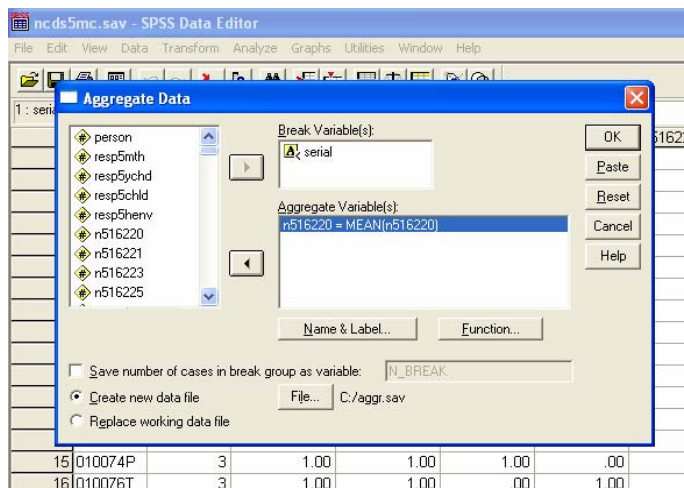 ncds5mc.sav - SPSS Data Editor
File Edit View Data Transform Analyze Graphs Utilities Window Help
Aggregate Data
1 : seria
person
resp5mth
resp5ychd
resp5chld
resp5henv
n516220
n516221
n516223
n516225
Break Variable(s):
serial
Aggregate Variable(s):
n516220 = MEAN(n516220)
Name & Label...
Function...
OK
Paste
Reset
Cancel
Help
Save number of cases in break group as variable: N_BREAK
Create new data file File... C:/aggr.sav
Replace working data file
15 010074P 3 1.00 1.00 1.00 .00
16 010076T 3 1.00 1.00 .00 1.00